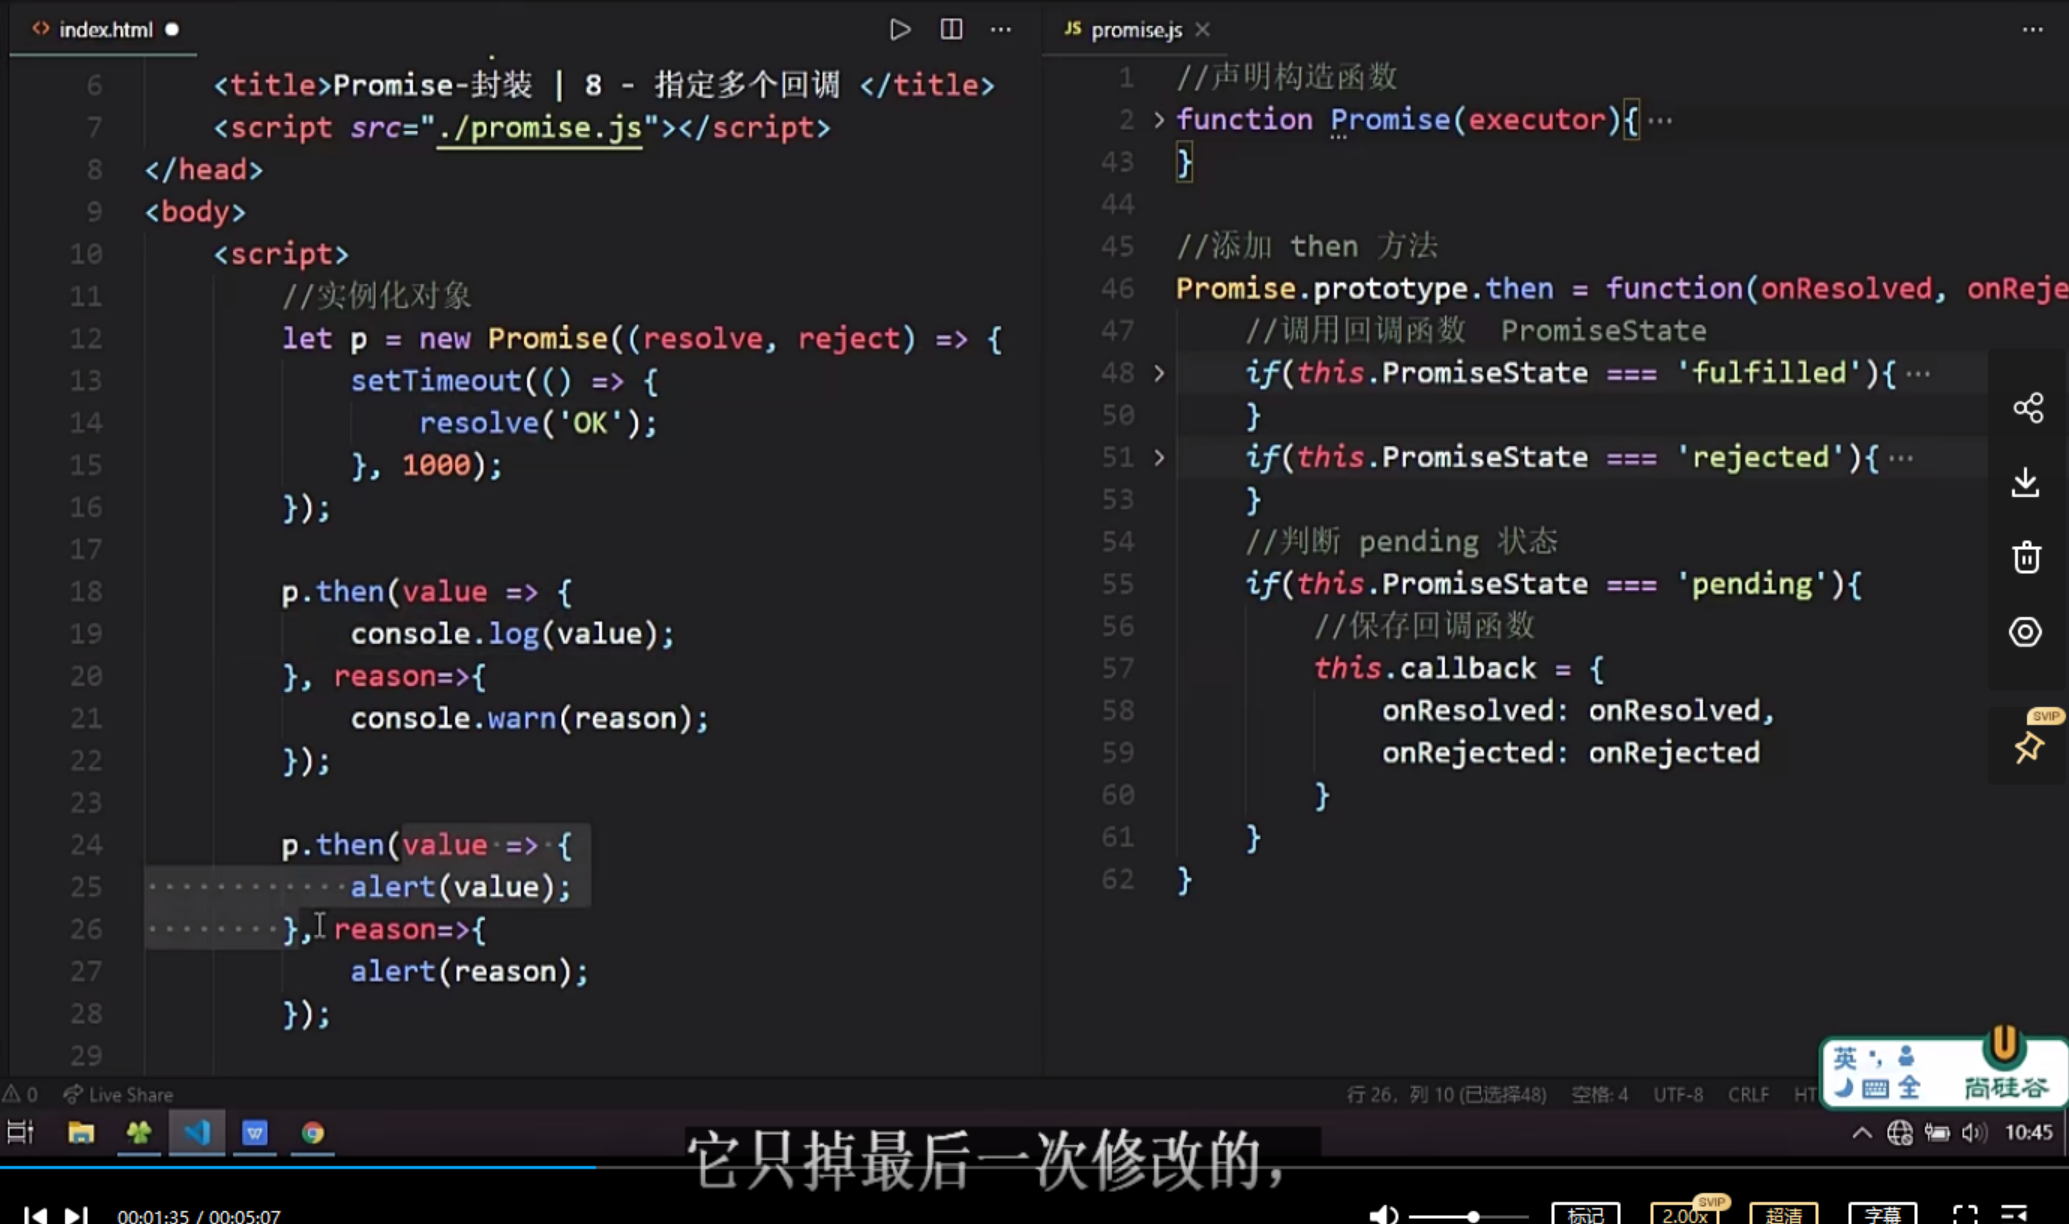 index.html
6 <title>Promise-封装 | 8 - 指定多个回调 </title>
7 <script src="./promise.js"></script>
8 </head>
9 <body>
10 <script>
11 //实例化对象
12 let p = new Promise((resolve, reject) => {
13 setTimeout(() => {
14 resolve('OK');
15 }, 1000);
16 });
17
18 p.then(value => {
19 console.log(value);
20 }, reason=>{
21 console.warn(reason);
22 });
23
24 p.then(value => {
25 alert(value);
26 }, reason=>{
27 alert(reason);
28 });
29
JS promise.js
1 //声明构造函数
2 function Promise(executor){ ···
43 }
44
45 //添加 then 方法
46 Promise.prototype.then = function(onResolved, onReje
47 //调用回调函数 PromiseState
48 if(this.PromiseState === 'fulfilled'){ ···
50 }
51 if(this.PromiseState === 'rejected'){ ···
53 }
54 //判断 pending 状态
55 if(this.PromiseState === 'pending'){
56 //保存回调函数
57 this.callback = {
58 onResolved: onResolved,
59 onRejected: onRejected
60 }
61 }
62 }
SVIP
0 Live Share
行 26，列 10 (已选择48) 空格: 4 UTF-8 CRLF HT
英 全
尚硅谷
10:45
它只掉最后一次修改的，
00:01:35 / 00:05:07
标记 2.00x SVIP 超清 字幕